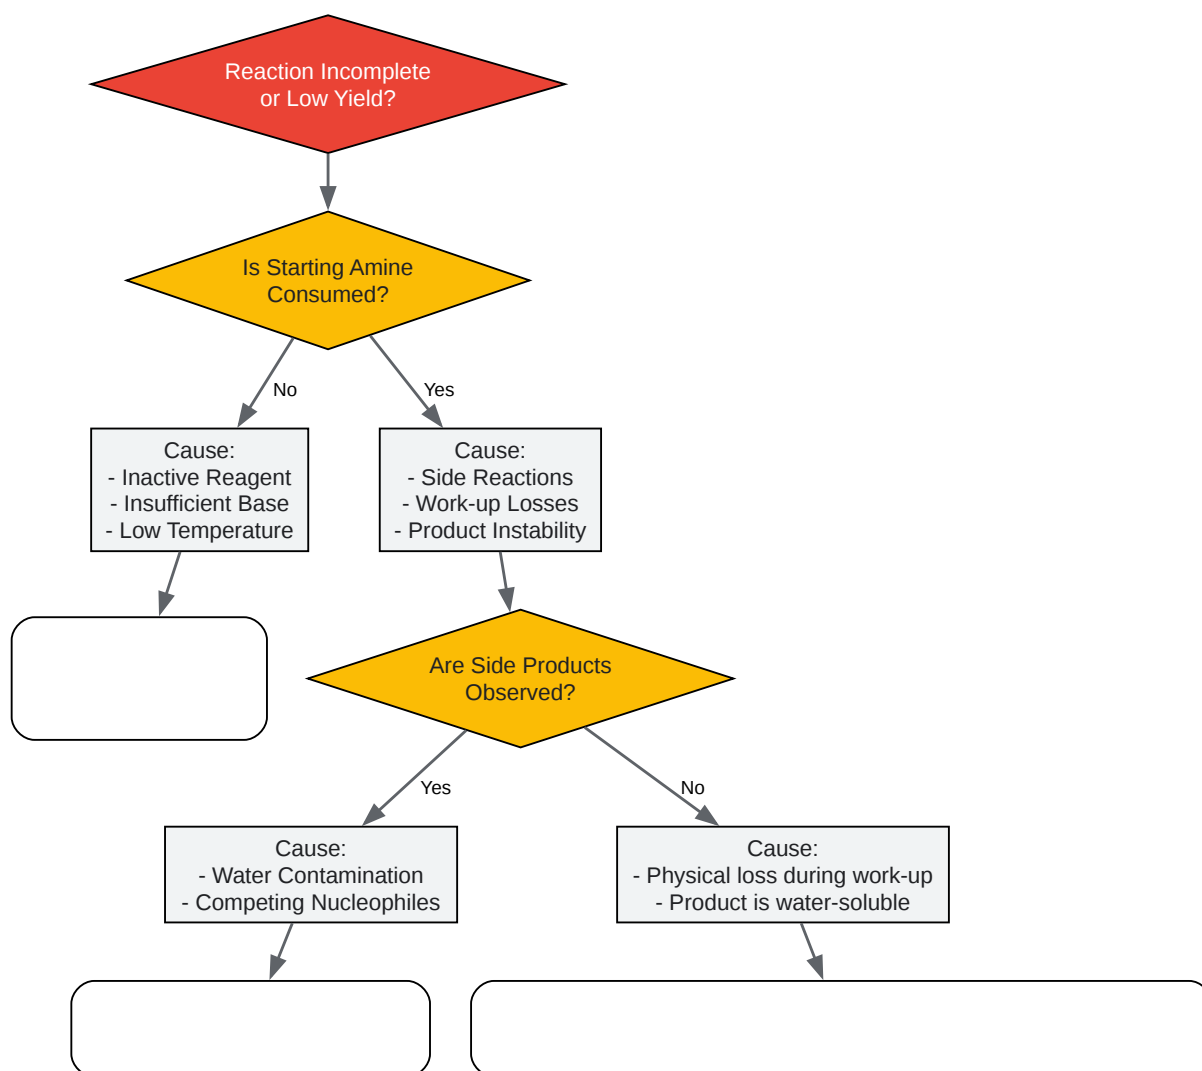 Reaction Incomplete
or Low Yield?
Is Starting Amine
Consumed?
No
Yes
Cause:
- Inactive Reagent
- Insufficient Base
- Low Temperature
Cause:
- Side Reactions
- Work-up Losses
- Product Instability
Are Side Products
Observed?
Yes
No
Cause:
- Water Contamination
- Competing Nucleophiles
Cause:
- Physical loss during work-up
- Product is water-soluble